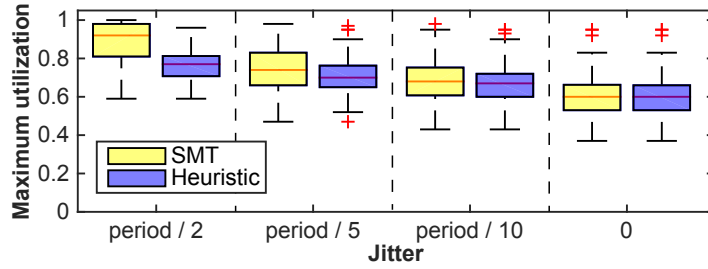 Maximum utilization
1
0.8
0.6
0.4
0.2
0
SMT
Heuristic
period / 2 period / 5 period / 10 0
Jitter